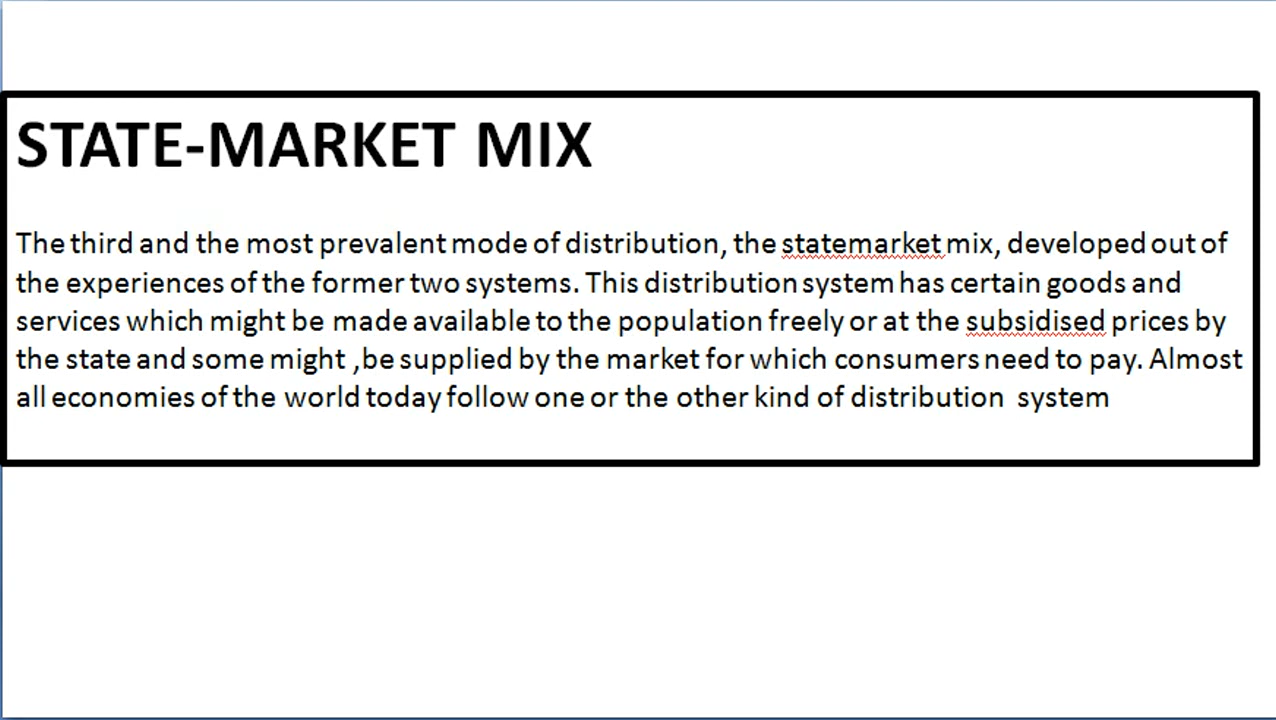 STATE-MARKET MIX
The third and the most prevalent mode of distribution, the statemarket mix, developed out of
the experiences of the former two systems. This distribution system has certain goods and
services which might be made available to the population freely or at the subsidised prices by
the state and some might ,be supplied by the market for which consumers need to pay. Almost
all economies of the world today follow one or the other kind of distribution  system